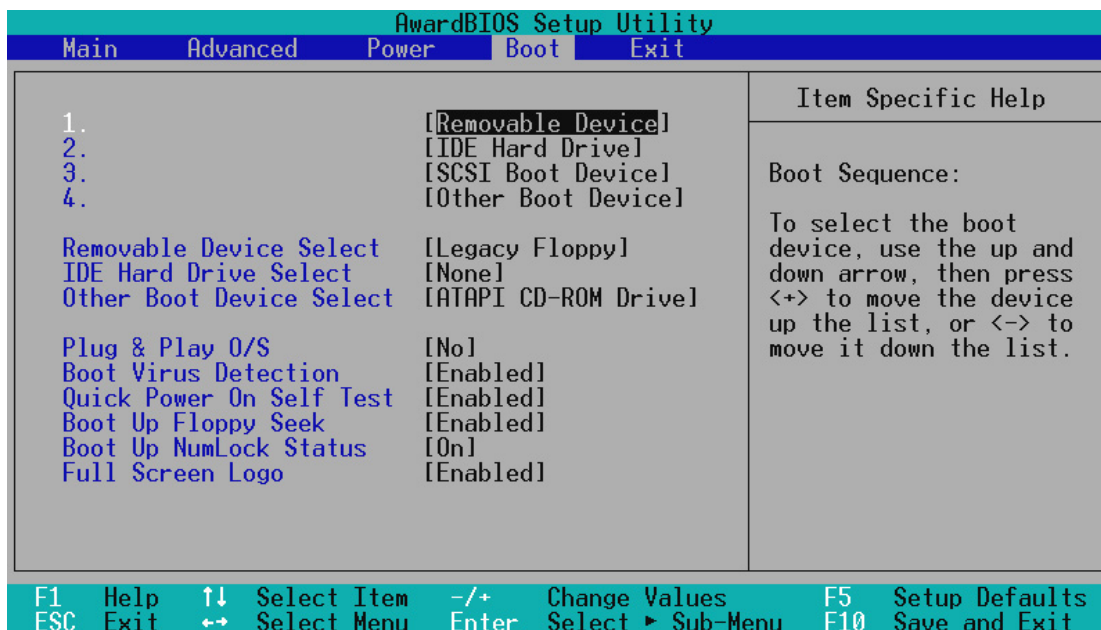 AwardBIOS Setup Utility
Main Advanced Power Boot Exit
Item Specific Help
1. [Removable Device]
2. [IDE Hard Drive]
3. [SCSI Boot Device]
4. [Other Boot Device]
Removable Device Select [Legacy Floppy]
IDE Hard Drive Select [None]
Other Boot Device Select [ATAPI CD-ROM Drive]
Plug & Play O/S [No]
Boot Virus Detection [Enabled]
Quick Power On Self Test [Enabled]
Boot Up Floppy Seek [Enabled]
Boot Up NumLock Status [On]
Full Screen Logo [Enabled]
Boot Sequence:
To select the boot
device, use the up and
down arrow, then press
<+> to move the device
up the list, or <-> to
move it down the list.
F1 Help ↑↓ Select Item -/+ Change Values F5 Setup Defaults
ESC Exit ←→ Select Menu Enter Select ► Sub-Menu F10 Save and Exit